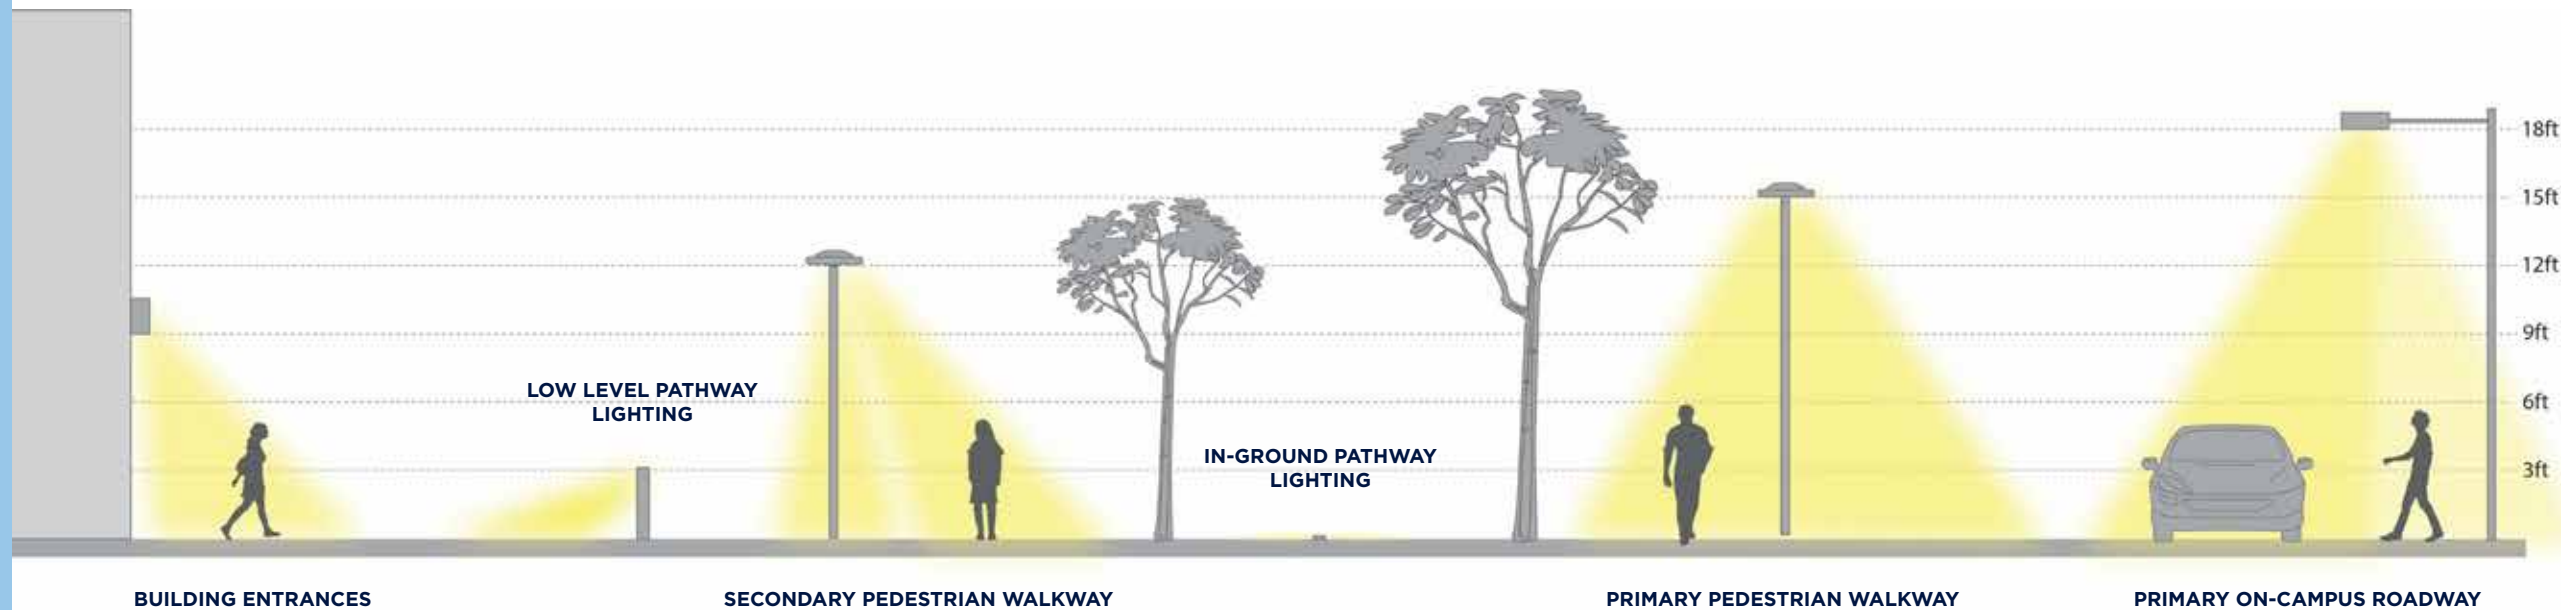 18ft
15ft
12ft
9ft
6ft
3ft
LOW LEVEL PATHWAY
LIGHTING
IN-GROUND PATHWAY
LIGHTING
BUILDING ENTRANCES
SECONDARY PEDESTRIAN WALKWAY
PRIMARY PEDESTRIAN WALKWAY
PRIMARY ON-CAMPUS ROADWAY